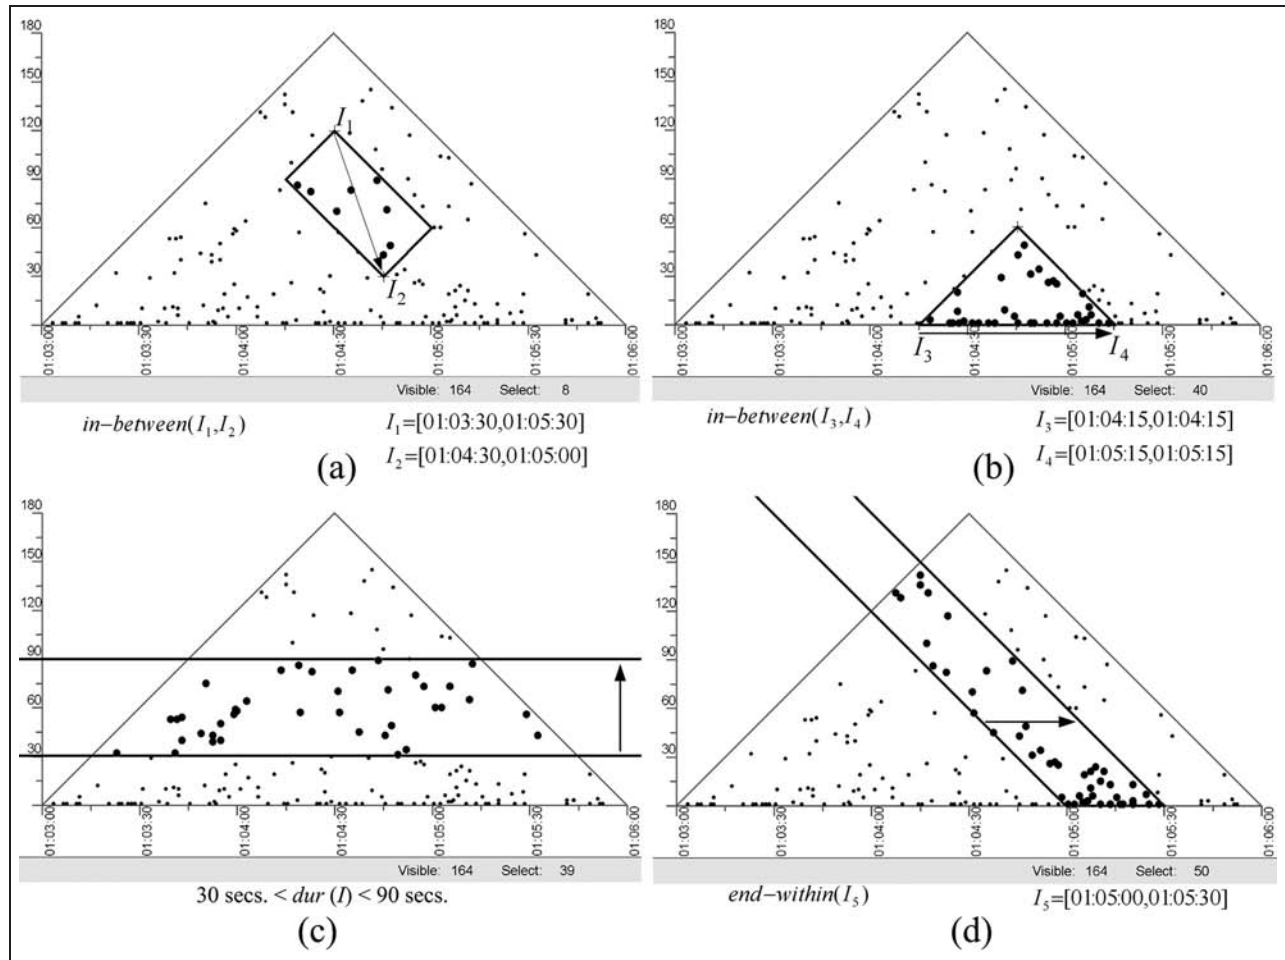 180
150
120
90
60
30
I₁
I₂
01:03:00
01:03:30
01:04:00
01:04:30
01:05:00
01:05:30
01:06:00
Visible: 164 Select: 8
in−between(I₁,I₂)
I₁=[01:03:30,01:05:30]
I₂=[01:04:30,01:05:00]
(a)
180
150
120
90
60
30
I₃
I₄
01:03:00
01:03:30
01:04:00
01:04:30
01:05:00
01:05:30
01:06:00
Visible: 164 Select: 40
in−between(I₃,I₄)
I₃=[01:04:15,01:04:15]
I₄=[01:05:15,01:05:15]
(b)
180
150
120
90
60
30
01:03:00
01:03:30
01:04:00
01:04:30
01:05:00
01:05:30
01:06:00
Visible: 164 Select: 39
30 secs. < dur (I) < 90 secs.
(c)
180
150
120
90
60
30
01:03:00
01:03:30
01:04:00
01:04:30
01:05:00
01:05:30
01:06:00
Visible: 164 Select: 50
end−within(I₅)
I₅=[01:05:00,01:05:30]
(d)